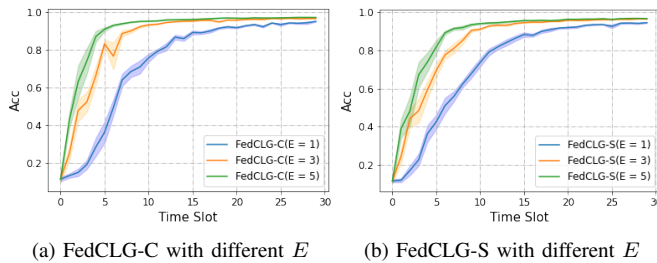 1.0
0.8
0.6
0.4
0.2
Acc
0 5 10 15 20 25 30
Time Slot
FedCLG-C(E = 1)
FedCLG-C(E = 3)
FedCLG-C(E = 5)
(a) FedCLG-C with different E
1.0
0.8
0.6
0.4
0.2
Acc
0 5 10 15 20 25 30
Time Slot
FedCLG-S(E = 1)
FedCLG-S(E = 3)
FedCLG-S(E = 5)
(b) FedCLG-S with different E